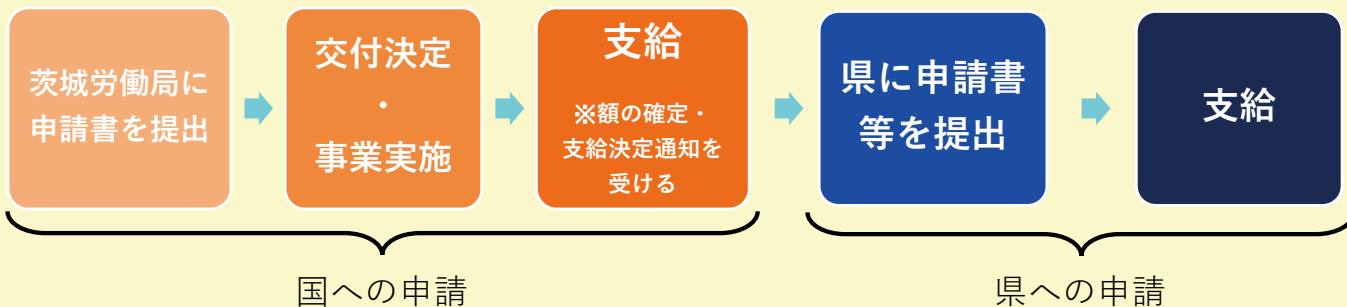 茨城労働局に
申請書を提出
交付決定
・
事業実施
支給
※額の確定・
支給決定通知を
受ける
県に申請書
等を提出
支給
国への申請
県への申請